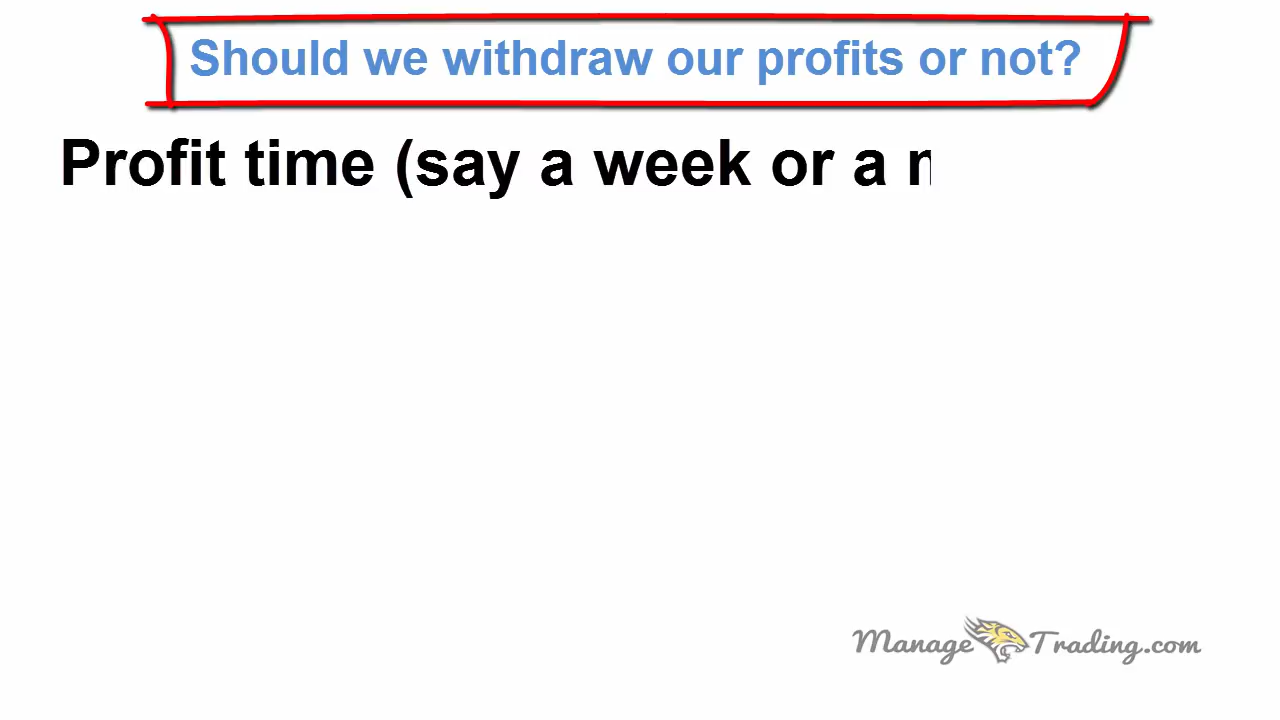 Should we withdraw our profits or not?
Profit time (say a week or a
ManageTrading.com